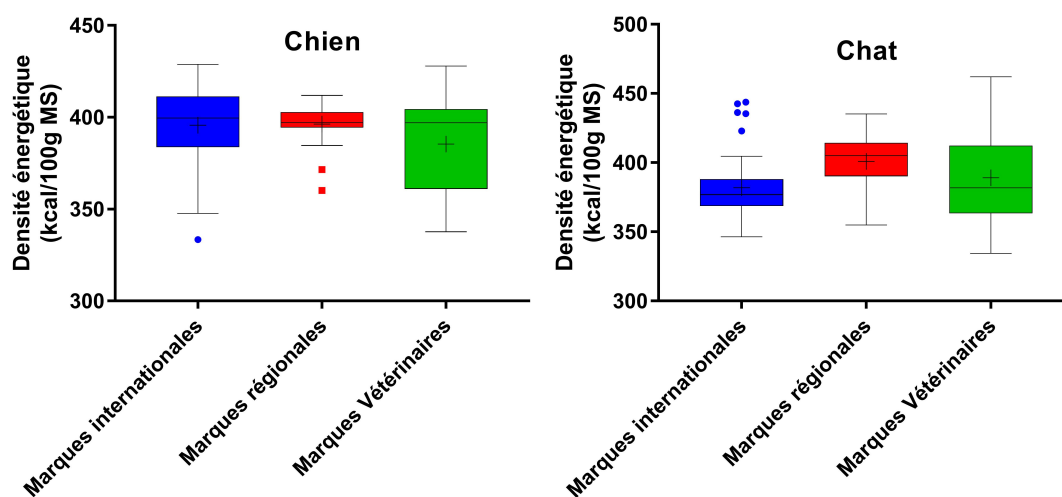 Chien
Densité énergétique
(kcal/100g MS)
450
400
350
300
Marques internationales
Marques régionales
Marques Vétérinaires
Chat
Densité énergétique
(kcal/100g MS)
500
450
400
350
300
Marques internationales
Marques régionales
Marques Vétérinaires